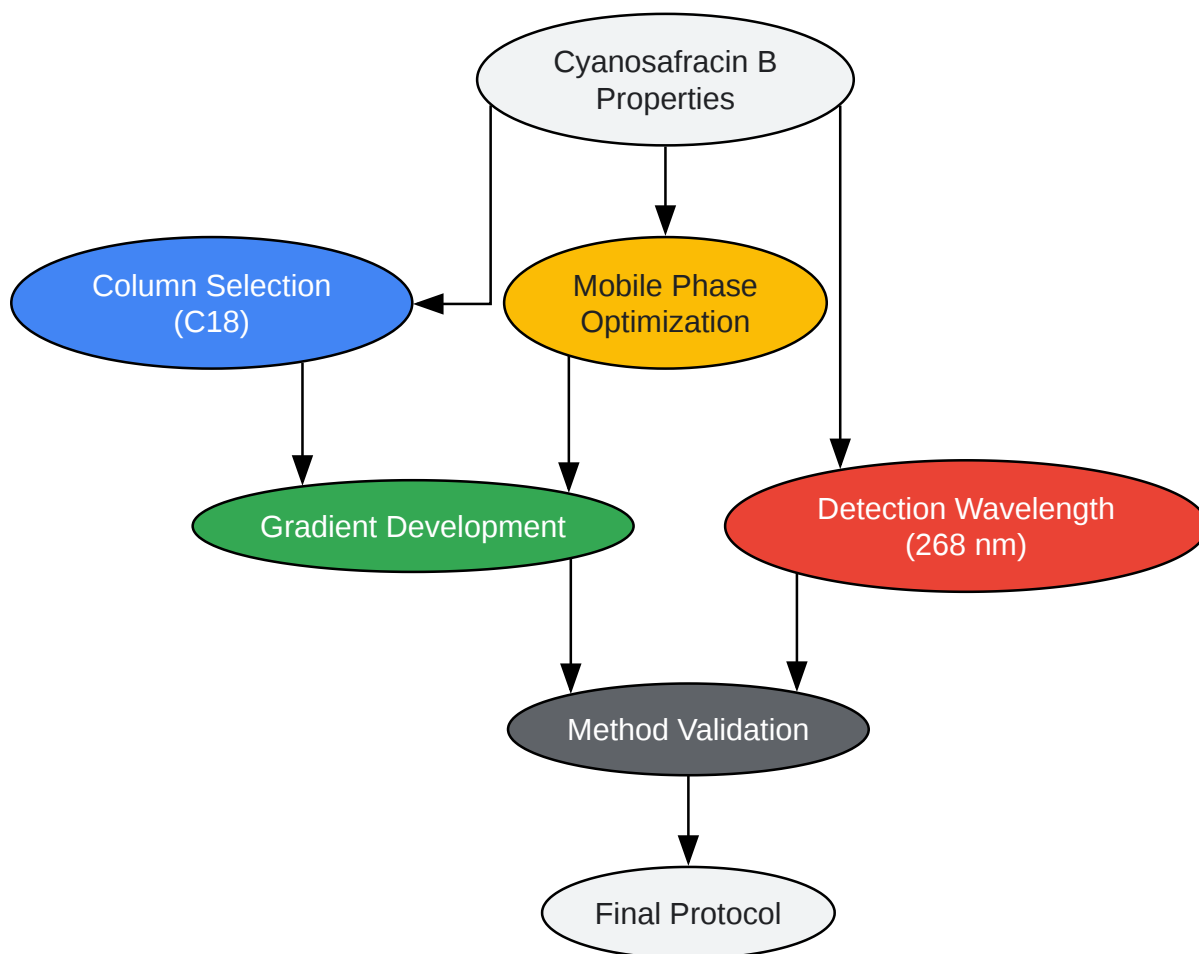 Cyanosafracin B
Properties
Column Selection
(C18)
Mobile Phase
Optimization
Gradient Development
Detection Wavelength
(268 nm)
Method Validation
Final Protocol